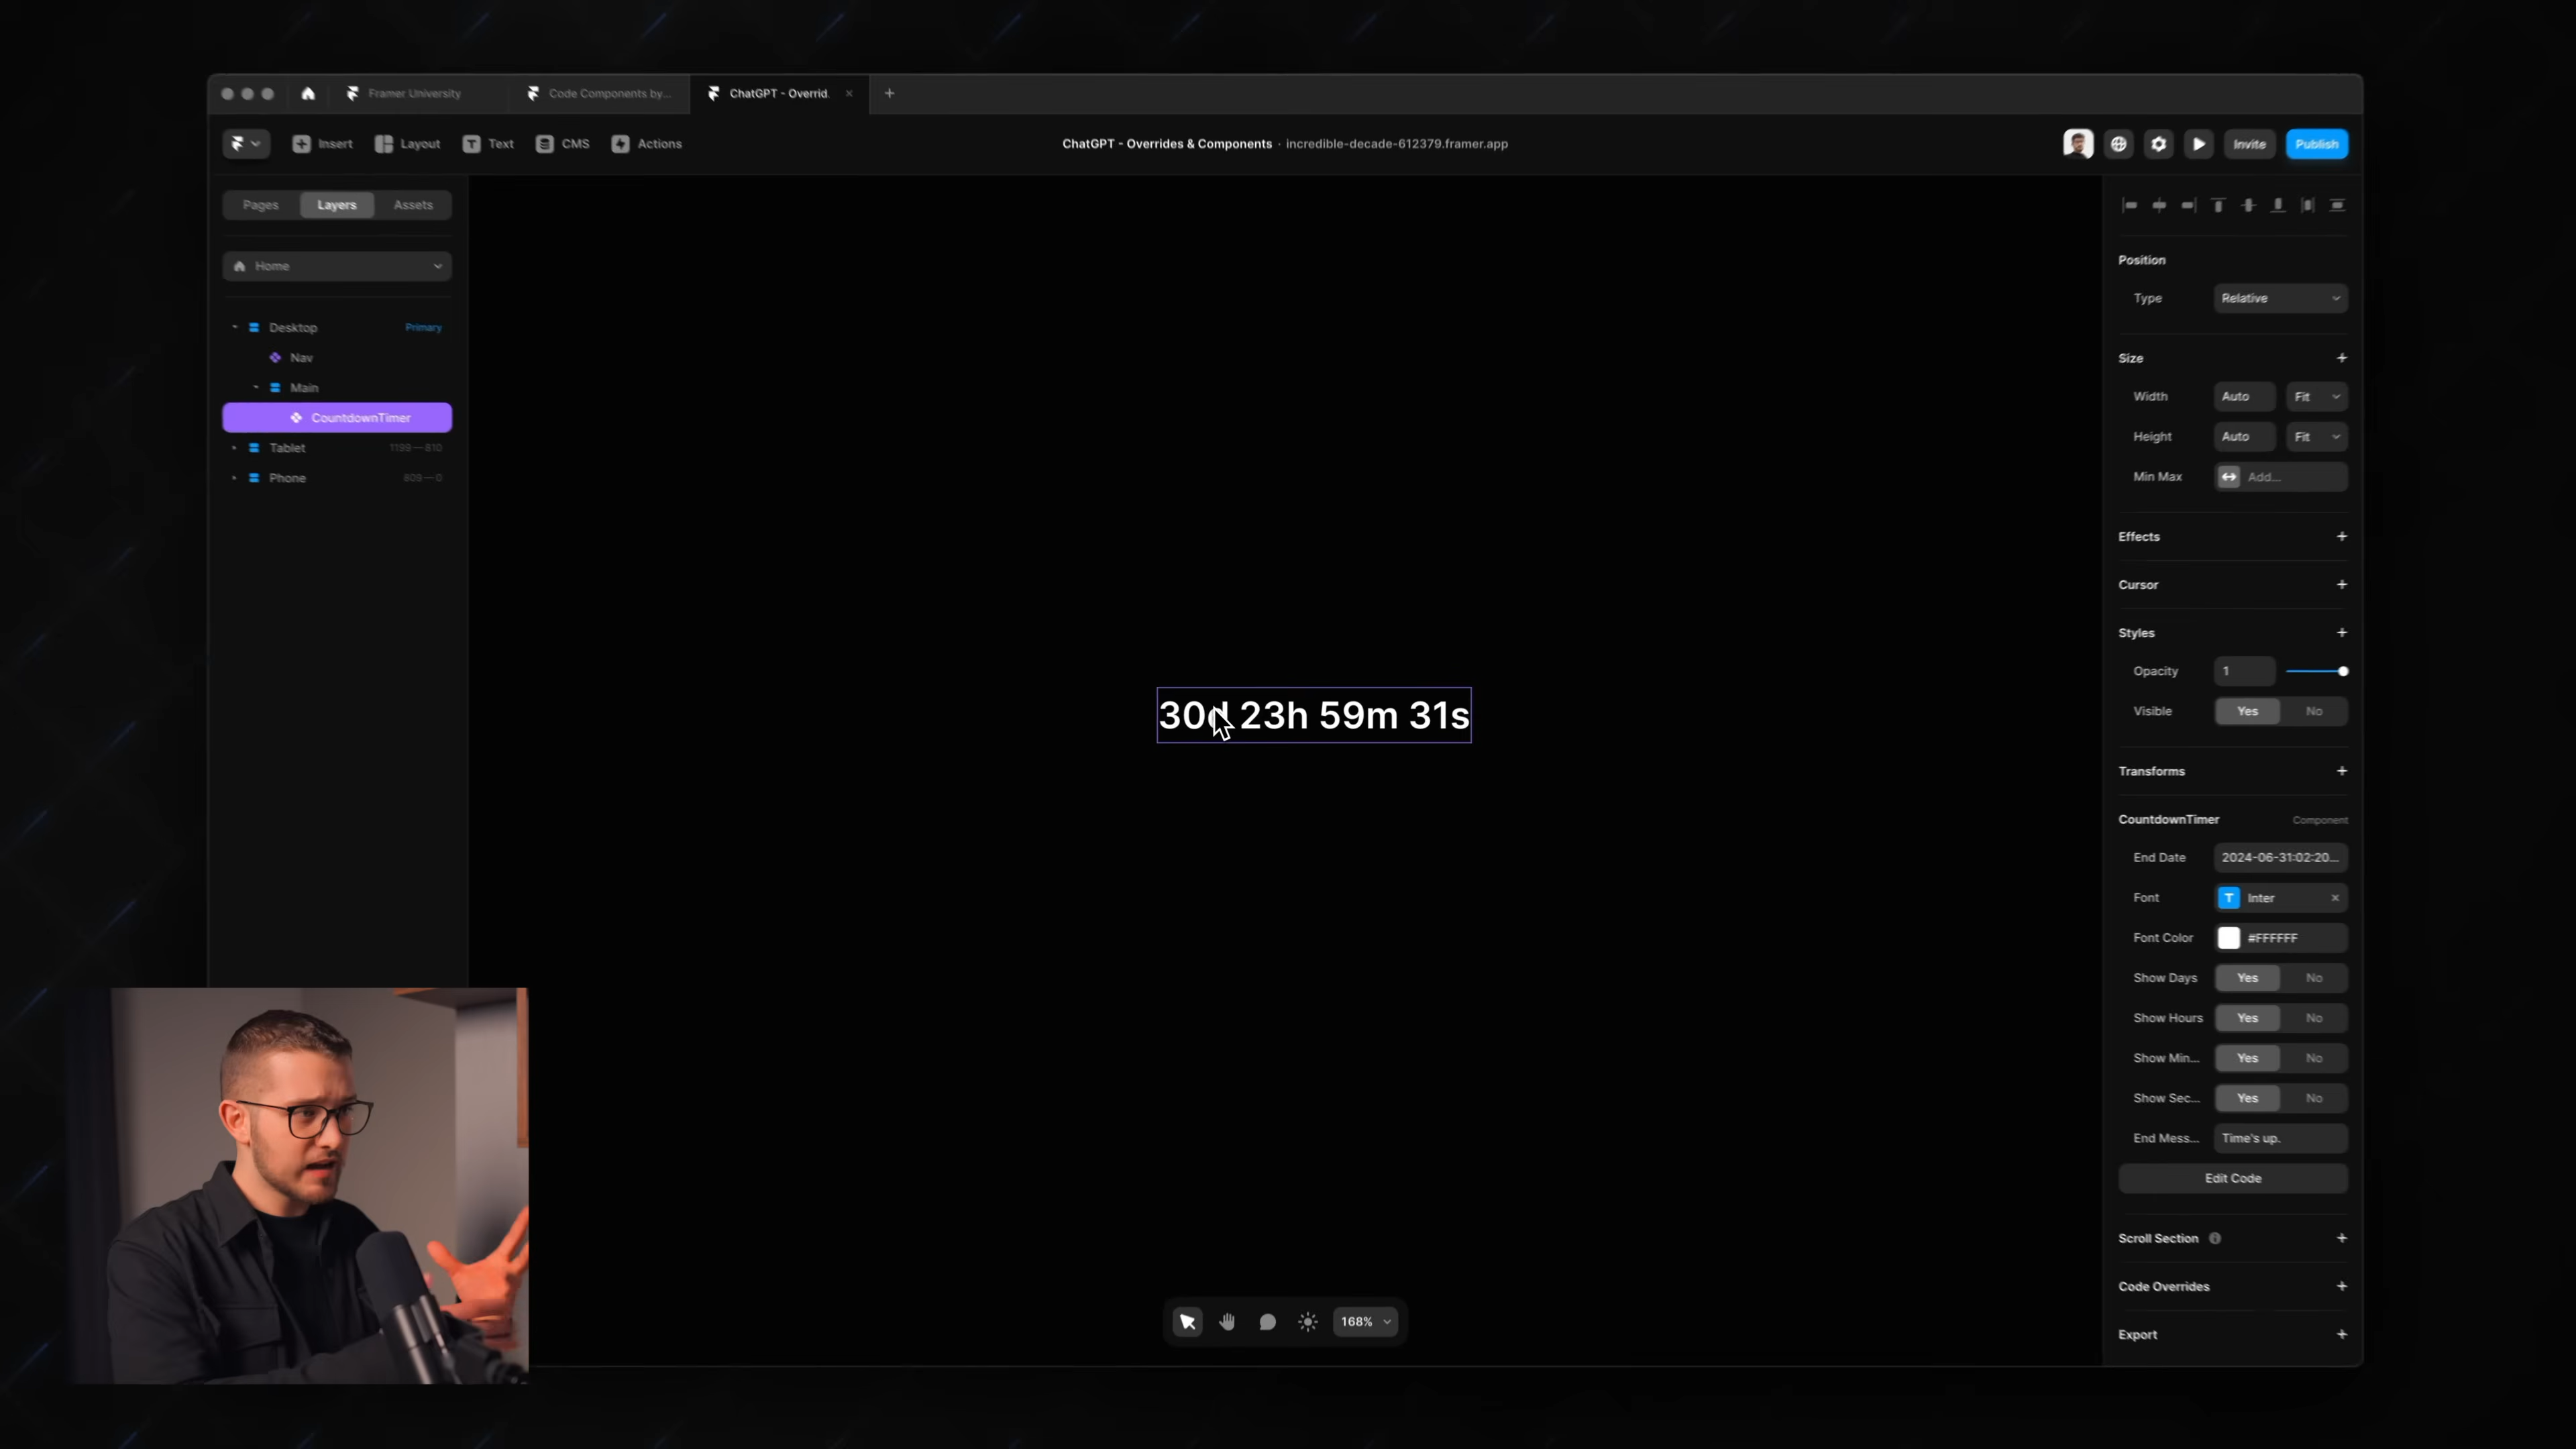 Framer University
Code Components by...
ChatGPT - Overrid.
Insert
Layout
Text
CMS
Actions
ChatGPT - Overrides & Components · incredible-decade-612379.framer.app
Invite
Publish
Pages
Layers
Assets
Home
Desktop
Primary
Nav
Main
CountdownTimer
Tablet
1199—810
Phone
809—0
30d 23h 59m 31s
168%
Position
Type
Relative
Size
Width
Auto
Fit
Height
Auto
Fit
Min Max
Add...
Effects
Cursor
Styles
Opacity
1
Visible
Yes
No
Transforms
CountdownTimer
Component
End Date
2024-06-31:02:20...
Font
T
Inter
Font Color
#FFFFFF
Show Days
Yes
No
Show Hours
Yes
No
Show Min...
Yes
No
Show Sec...
Yes
No
End Mess...
Time's up.
Edit Code
Scroll Section
Code Overrides
Export